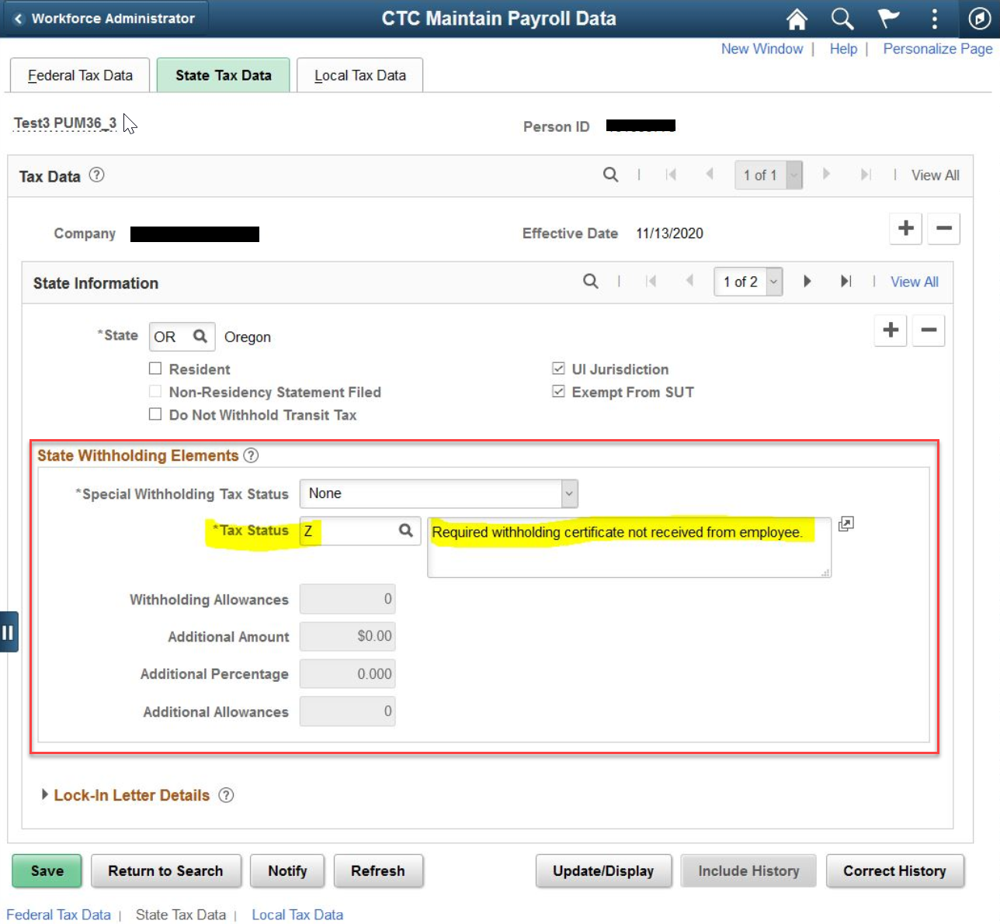 Workforce Administrator
CTC Maintain Payroll Data
New Window | Help | Personalize Page
Federal Tax Data
State Tax Data
Local Tax Data
Test3 PUM36_3
Person ID
Tax Data ?
1 of 1
View All
Company
Effective Date 11/13/2020
State Information
1 of 2
View All
*State OR Oregon
Resident
UI Jurisdiction
Non-Residency Statement Filed
Exempt From SUT
Do Not Withhold Transit Tax
State Withholding Elements ?
*Special Withholding Tax Status None
*Tax Status Z Required withholding certificate not received from employee.
Withholding Allowances 0
Additional Amount $0.00
Additional Percentage 0.000
Additional Allowances 0
Lock-In Letter Details ?
Save
Return to Search
Notify
Refresh
Update/Display
Include History
Correct History
Federal Tax Data | State Tax Data | Local Tax Data